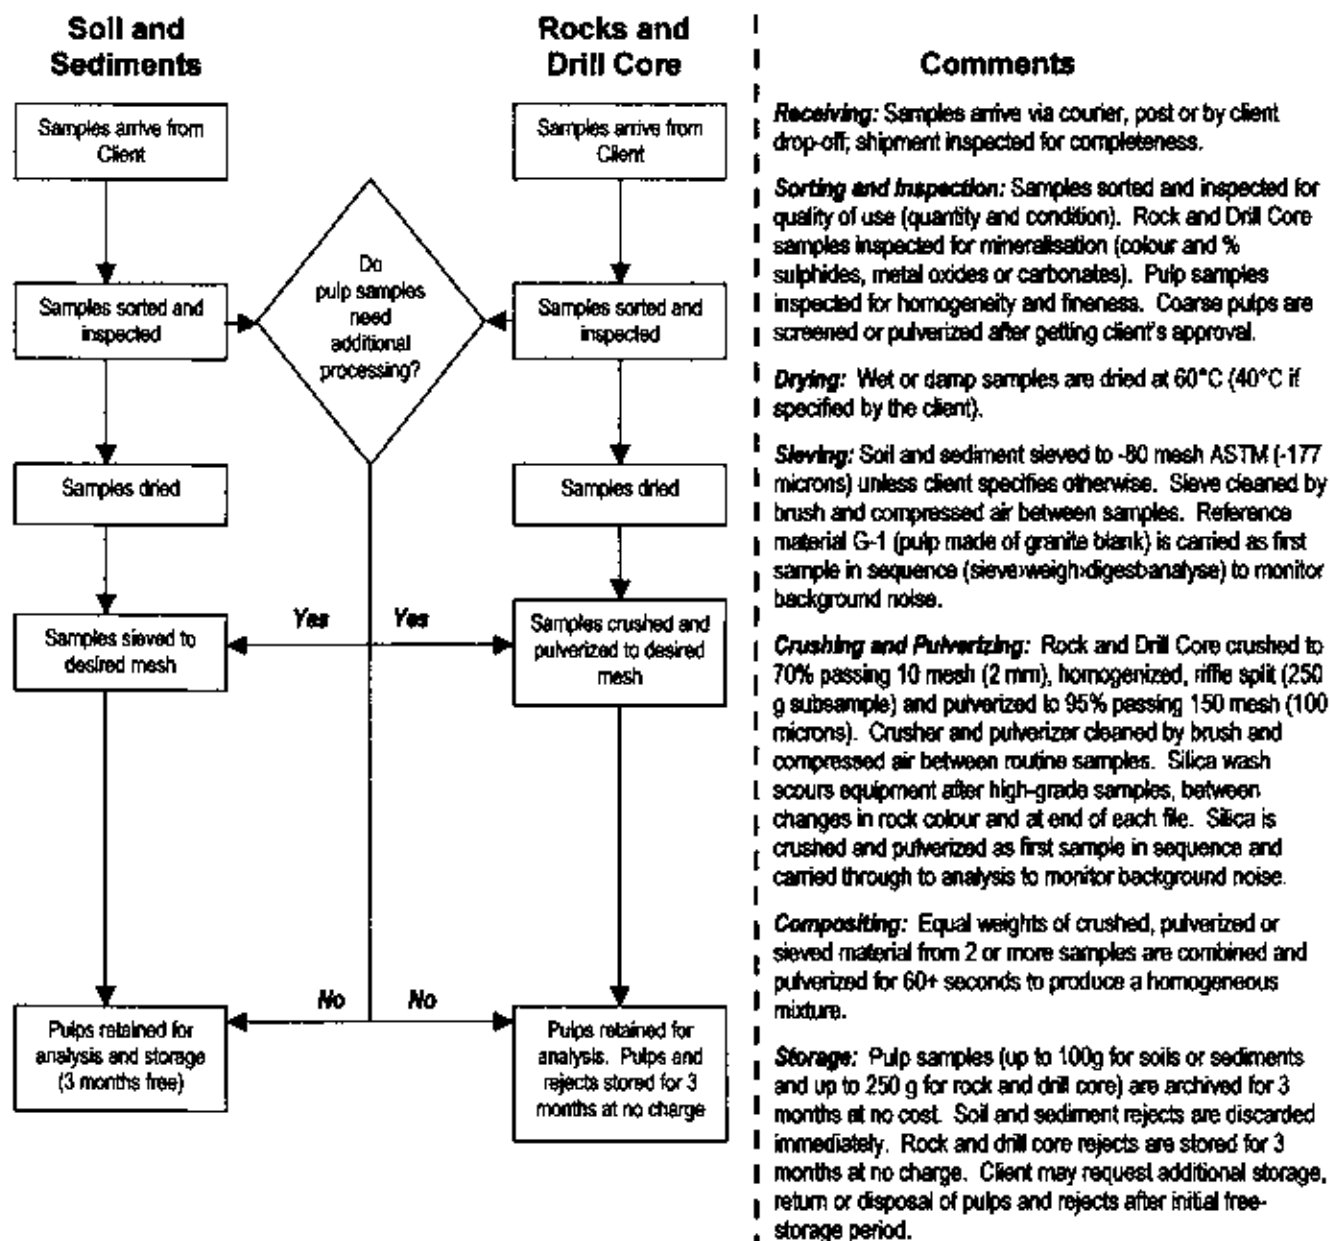 Soil and
Sediments
Samples arrive from
Client
Samples sorted and
inspected
Samples dried
Samples sieved to
desired mesh
Pulps retained for
analysis and storage
(3 months free)
Do
pulp samples
need
additional
processing?
Yes
Yes
No
No
Rocks and
Drill Core
Samples arrive from
Client
Samples sorted and
inspected
Samples dried
Samples crushed and
pulverized to desired
mesh
Pulps retained for
analysis. Pulps and
rejects stored for 3
months at no charge
Comments
Receiving: Samples arrive via courier, post or by client
drop-off; shipment inspected for completeness.
Sorting and Inspection: Samples sorted and inspected for
quality of use (quantity and condition). Rock and Drill Core
samples inspected for mineralisation (colour and %
sulphides, metal oxides or carbonates). Pulp samples
inspected for homogeneity and fineness. Coarse pulps are
screened or pulverized after getting client's approval.
Drying: Wet or damp samples are dried at 60°C (40°C if
specified by the client).
Sieving: Soil and sediment sieved to -80 mesh ASTM (-177
microns) unless client specifies otherwise. Sieve cleaned by
brush and compressed air between samples. Reference
material G-1 (pulp made of granite blank) is carried as first
sample in sequence (sieve›weigh›digest›analyse) to monitor
background noise.
Crushing and Pulverizing: Rock and Drill Core crushed to
70% passing 10 mesh (2 mm), homogenized, riffle split (250
g subsample) and pulverized to 95% passing 150 mesh (100
microns). Crusher and pulverizer cleaned by brush and
compressed air between routine samples. Silica wash
scours equipment after high-grade samples, between
changes in rock colour and at end of each file. Silica is
crushed and pulverized as first sample in sequence and
carried through to analysis to monitor background noise.
Compositing: Equal weights of crushed, pulverized or
sieved material from 2 or more samples are combined and
pulverized for 60+ seconds to produce a homogeneous
mixture.
Storage: Pulp samples (up to 100g for soils or sediments
and up to 250 g for rock and drill core) are archived for 3
months at no cost. Soil and sediment rejects are discarded
immediately. Rock and drill core rejects are stored for 3
months at no charge. Client may request additional storage,
return or disposal of pulps and rejects after initial free-
storage period.